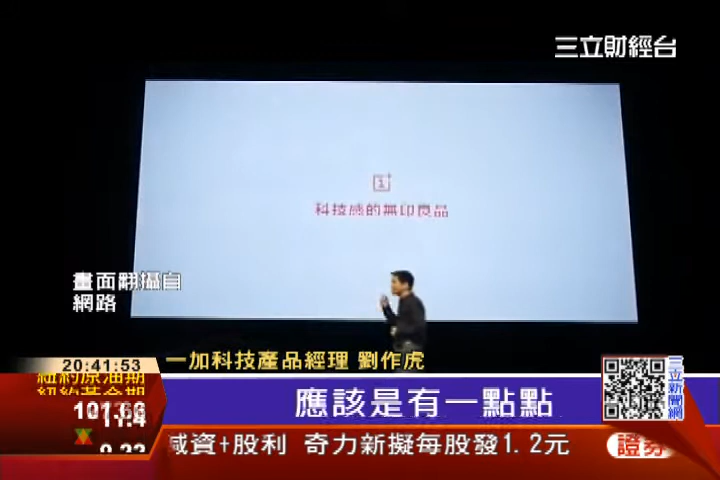 三立財經台
科技感的無印良品
畫面翻攝自
網路
一加科技產品經理 劉作虎
20:41:53
應該是有一點點
三立新聞網
減資+股利 奇力新擬每股發1.2元
證券